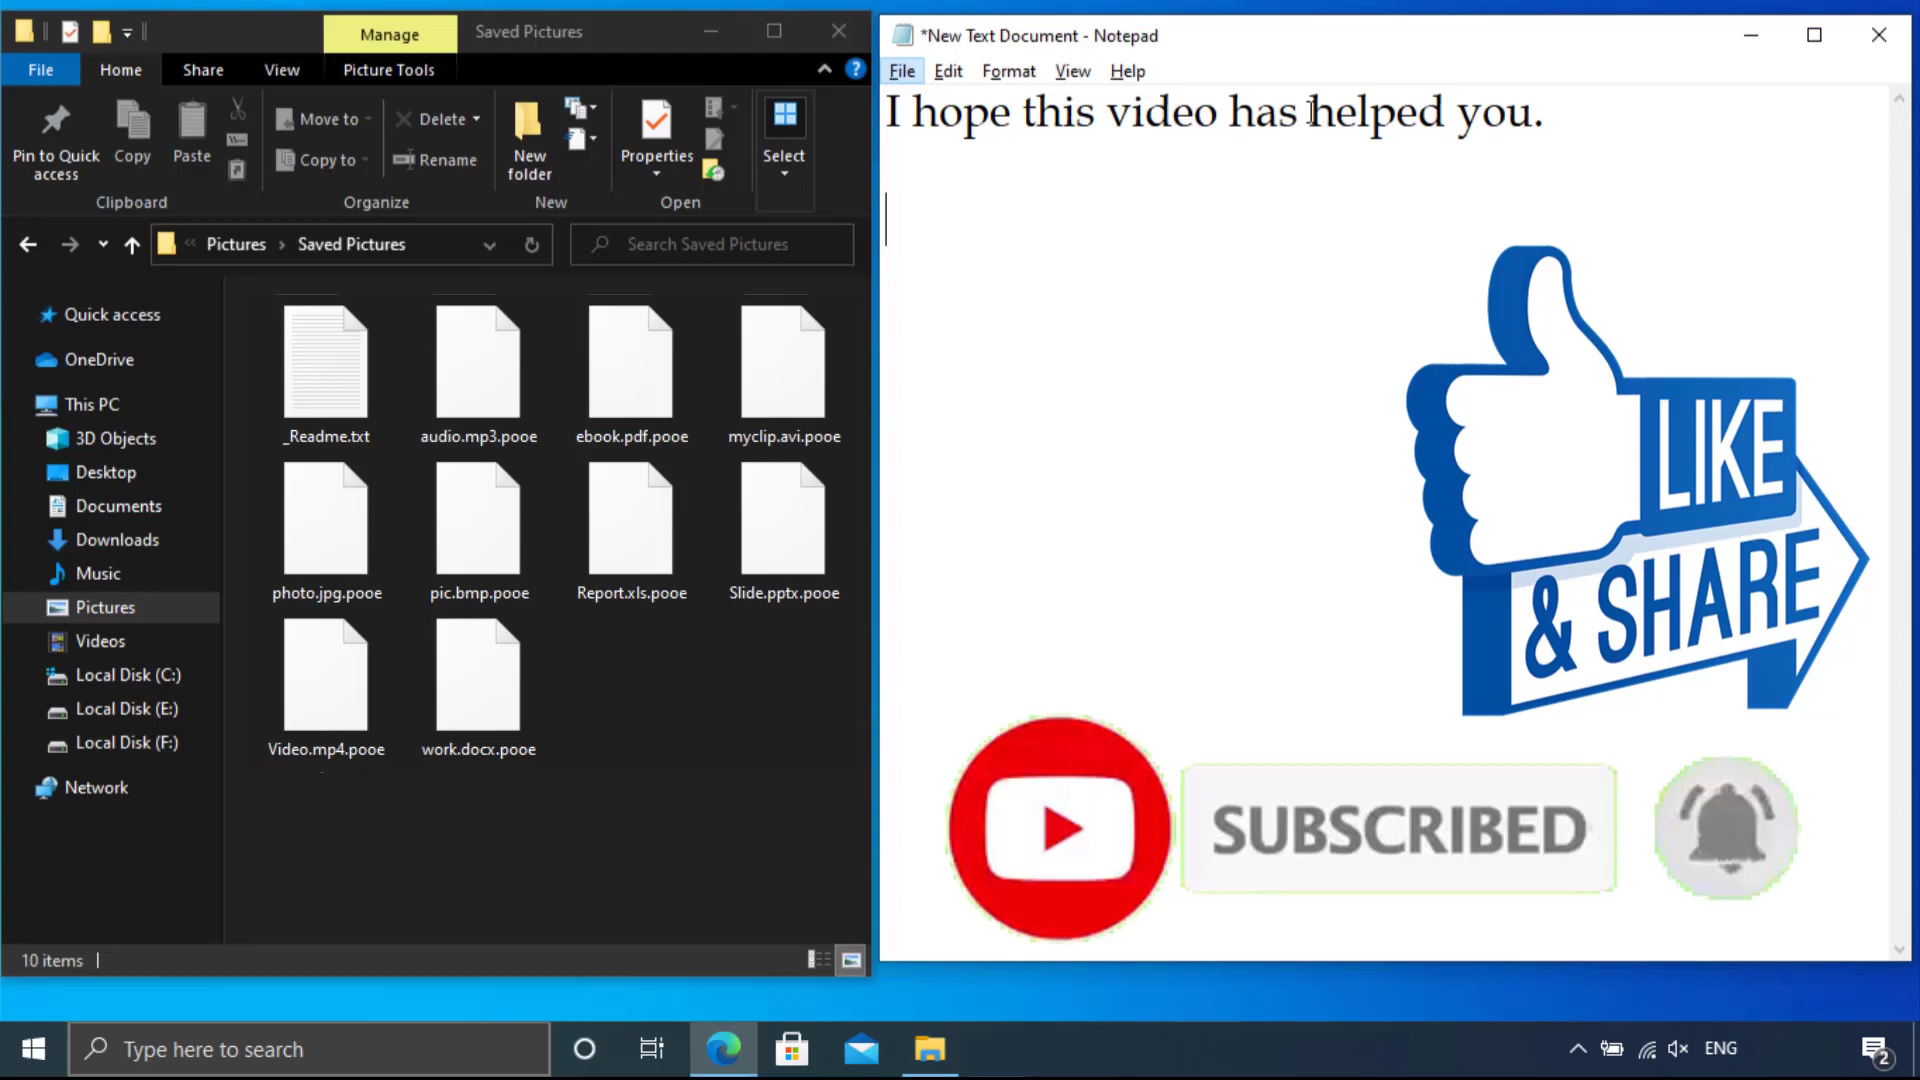 Manage
Saved Pictures
File
Home
Share
View
Picture Tools
Pin to Quick access
Copy
Paste
Clipboard
Move to
Copy to
Delete
Rename
Organize
New folder
New
Properties
Open
Select
Pictures
Saved Pictures
Search Saved Pictures
Quick access
OneDrive
This PC
3D Objects
Desktop
Documents
Downloads
Music
Pictures
Videos
Local Disk (C:)
Local Disk (E:)
Local Disk (F:)
Network
_Readme.txt
audio.mp3.pooe
ebook.pdf.pooe
myclip.avi.pooe
photo.jpg.pooe
pic.bmp.pooe
Report.xls.pooe
Slide.pptx.pooe
Video.mp4.pooe
work.docx.pooe
10 items
*New Text Document - Notepad
File
Edit
Format
View
Help
I hope this video has helped you.
LIKE
& SHARE
SUBSCRIBED
Type here to search
ENG
2